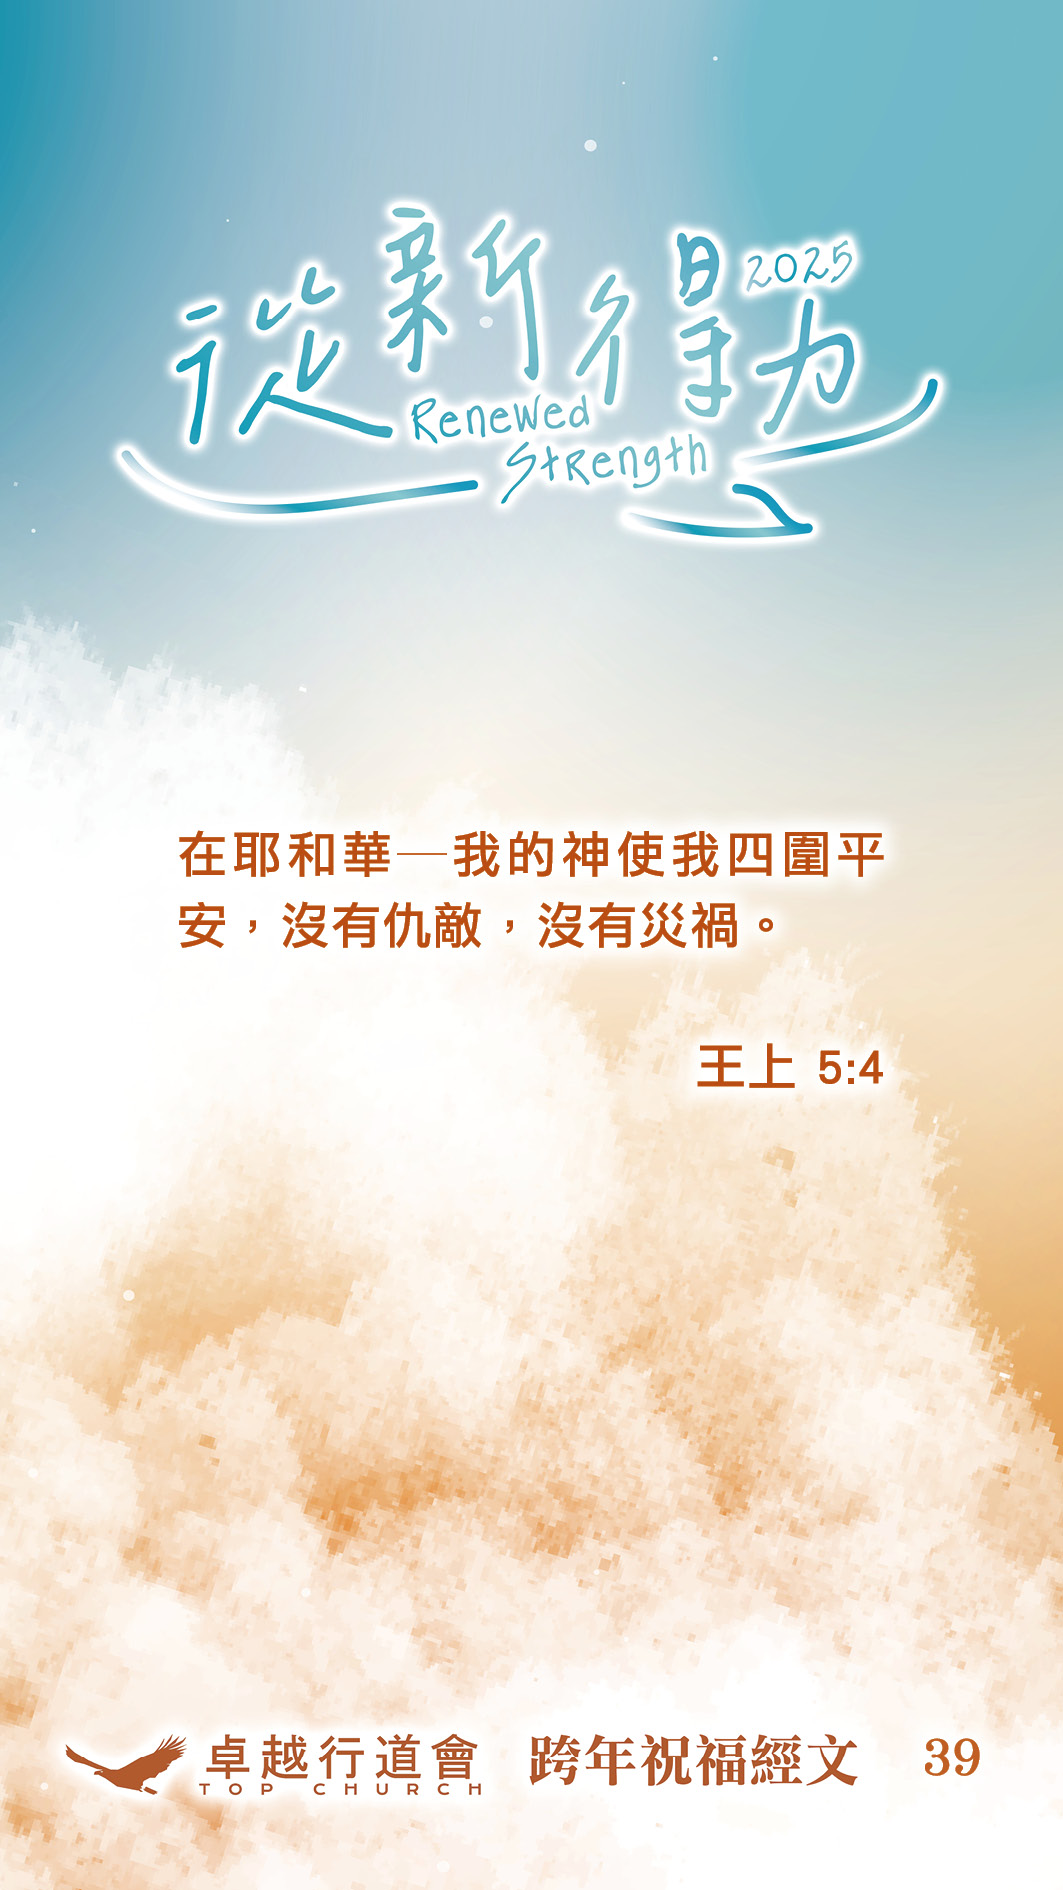 從新得力 2025
Renewed
Strength
在耶和華─我的神使我四圍平
安，沒有仇敵，沒有災禍。
王上 5:4
卓越行道會 跨年祝福經文 39
TOP CHURCH